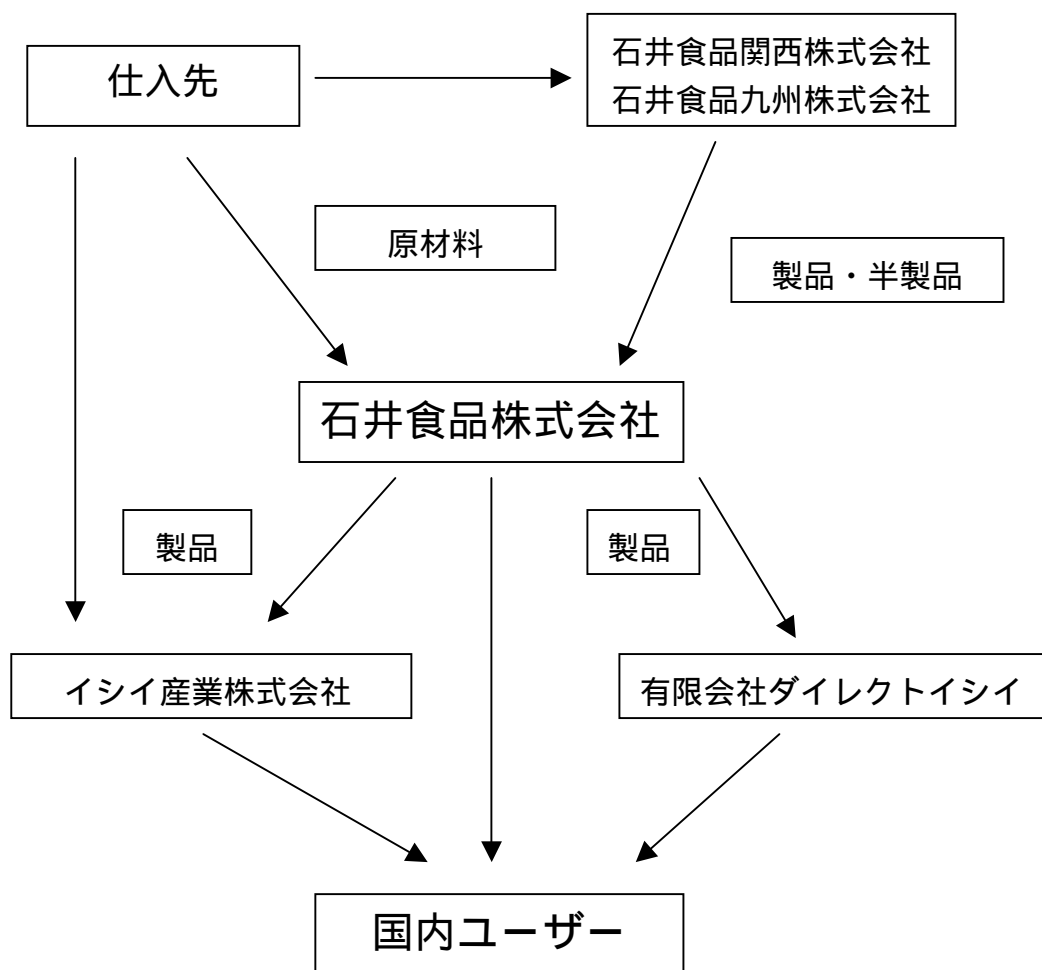 仕入先
石井食品関西株式会社
石井食品九州株式会社
原材料
製品・半製品
石井食品株式会社
製品
製品
イシイ産業株式会社
有限会社ダイレクトイシイ
国内ユーザー